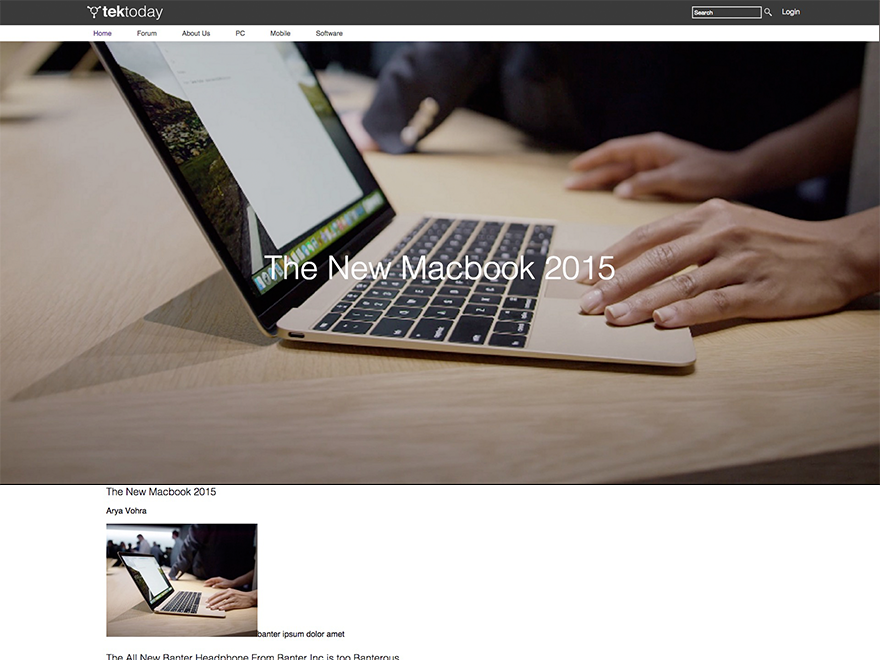 tektoday
Search
Login
Home Forum About Us PC Mobile Software
The New Macbook 2015
The New Macbook 2015
Arya Vohra
banter ipsum dolor amet
The All New Banter Headphone From Banter Inc is too Banterous